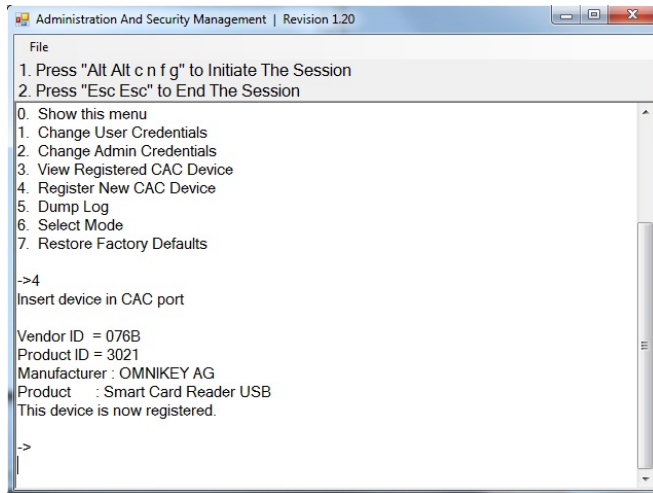 Administration And Security Management | Revision 1.20
File
1. Press "Alt Alt c n f g" to Initiate The Session
2. Press "Esc Esc" to End The Session
0. Show this menu
1. Change User Credentials
2. Change Admin Credentials
3. View Registered CAC Device
4. Register New CAC Device
5. Dump Log
6. Select Mode
7. Restore Factory Defaults
->4
Insert device in CAC port
Vendor ID = 076B
Product ID = 3021
Manufacturer : OMNIKEY AG
Product : Smart Card Reader USB
This device is now registered.
->